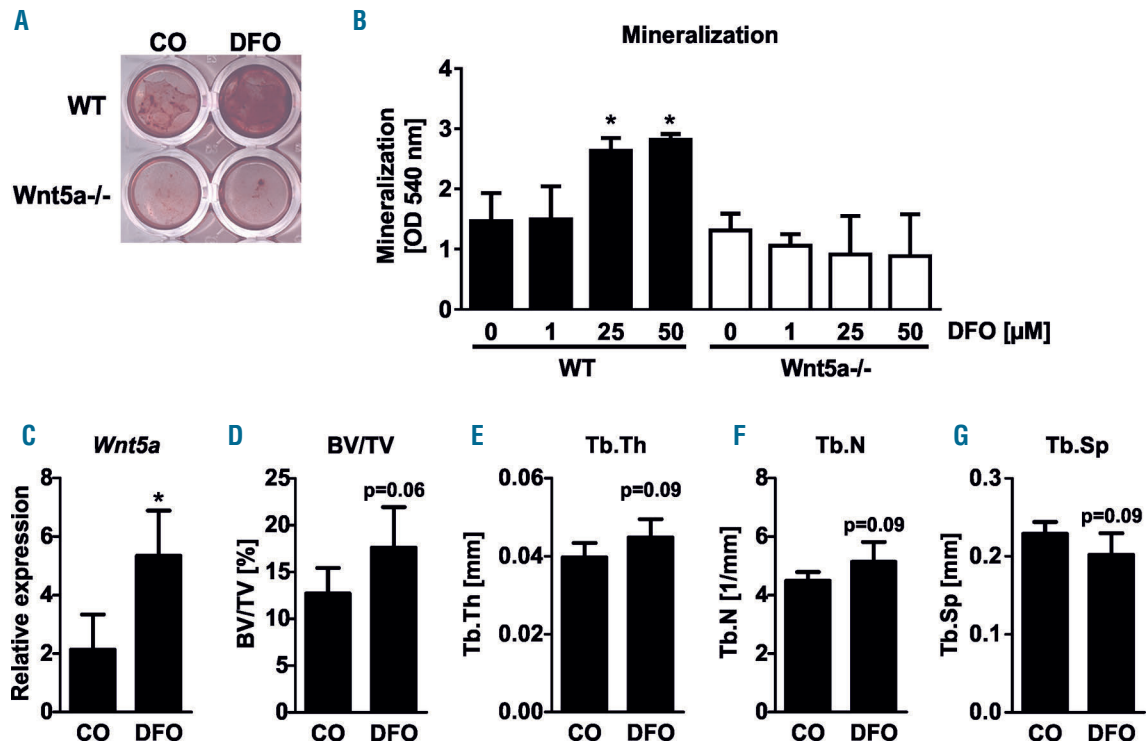 A
CO DFO
WT
Wnt5a-/-
B
Mineralization
Mineralization
[OD 540 nm]
4
3
2
1
0
* *
0 1 25 50 0 1 25 50 DFO [µM]
WT Wnt5a-/-
C
Wnt5a
Relative expression
8
6
4
2
0
*
CO DFO
D
BV/TV
BV/TV [%]
25
20
15
10
5
0
p=0.06
CO DFO
E
Tb.Th
Tb.Th [mm]
0.06
0.04
0.02
0.00
p=0.09
CO DFO
F
Tb.N
Tb.N [1/mm]
8
6
4
2
0
p=0.09
CO DFO
G
Tb.Sp
Tb.Sp [mm]
0.3
0.2
0.1
0.0
p=0.09
CO DFO